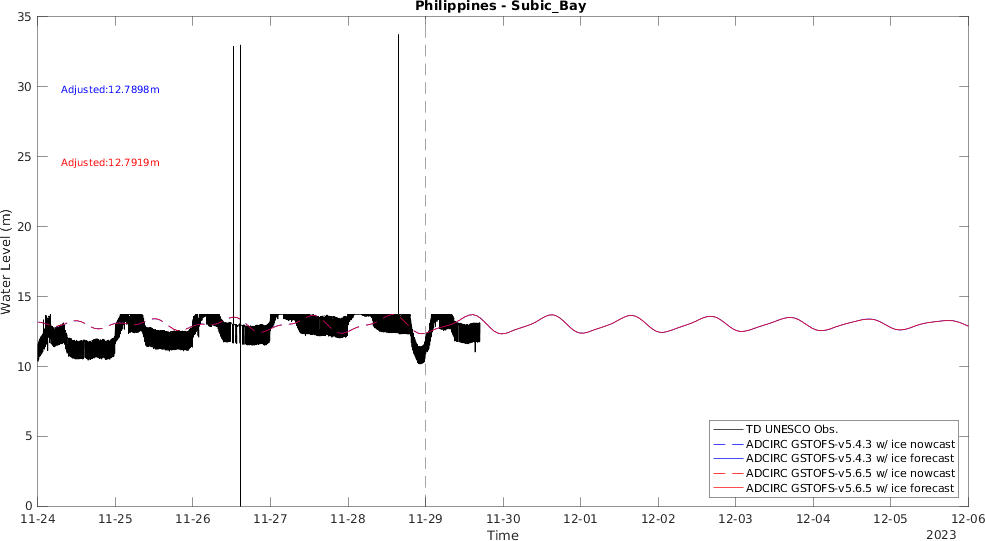 Philippines - Subic_Bay
35
30
25
20
15
10
5
0
Water Level (m)
Adjusted:12.7898m
Adjusted:12.7919m
TD UNESCO Obs.
ADCIRC GSTOFS-v5.4.3 w/ ice nowcast
ADCIRC GSTOFS-v5.4.3 w/ ice forecast
ADCIRC GSTOFS-v5.6.5 w/ ice nowcast
ADCIRC GSTOFS-v5.6.5 w/ ice forecast
11-24 11-25 11-26 11-27 11-28 11-29 11-30 12-01 12-02 12-03 12-04 12-05 12-06
Time
2023